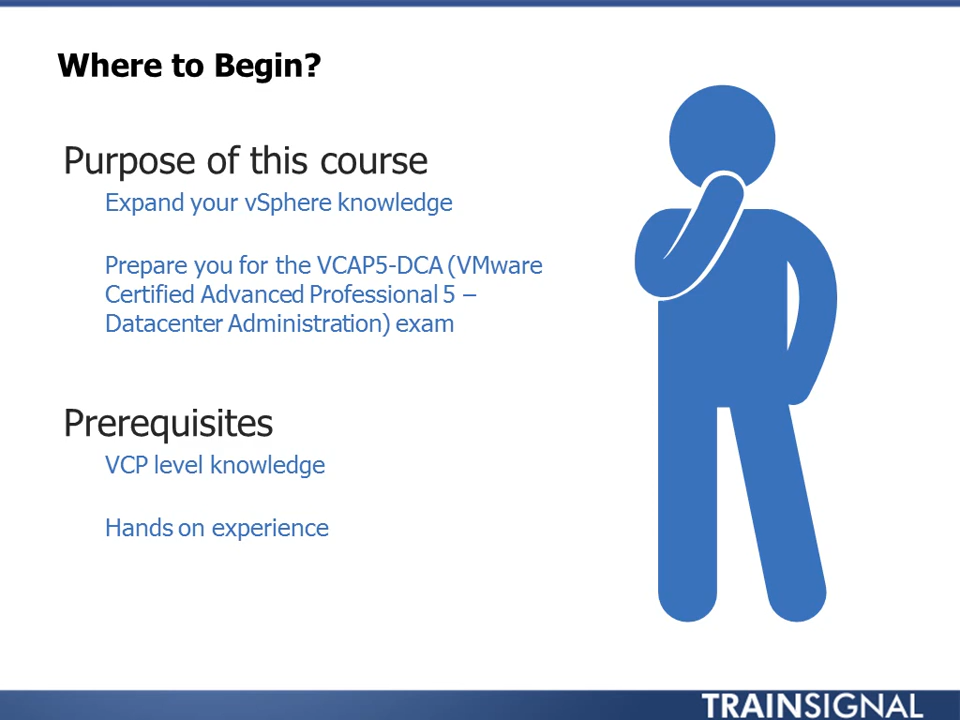 Where to Begin?
Purpose of this course
Expand your vSphere knowledge
Prepare you for the VCAP5-DCA (VMware
Certified Advanced Professional 5 –
Datacenter Administration) exam
Prerequisites
VCP level knowledge
Hands on experience
TRAINSIGNAL